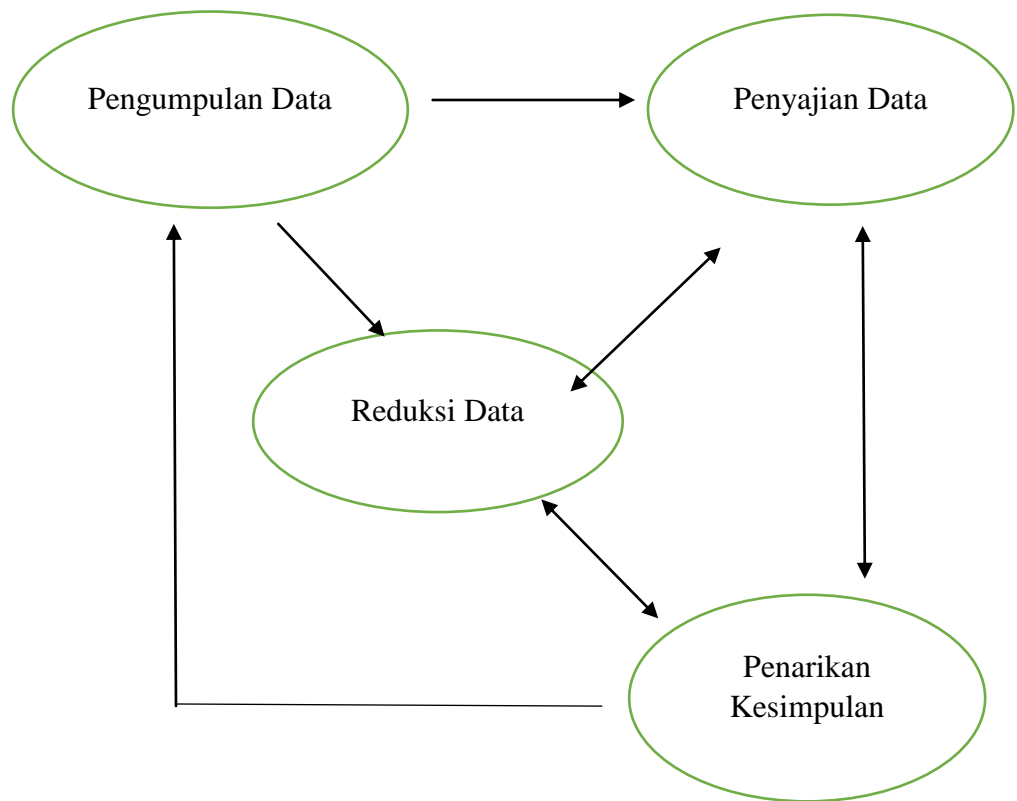 Pengumpulan Data
Penyajian Data
Reduksi Data
Penarikan
Kesimpulan